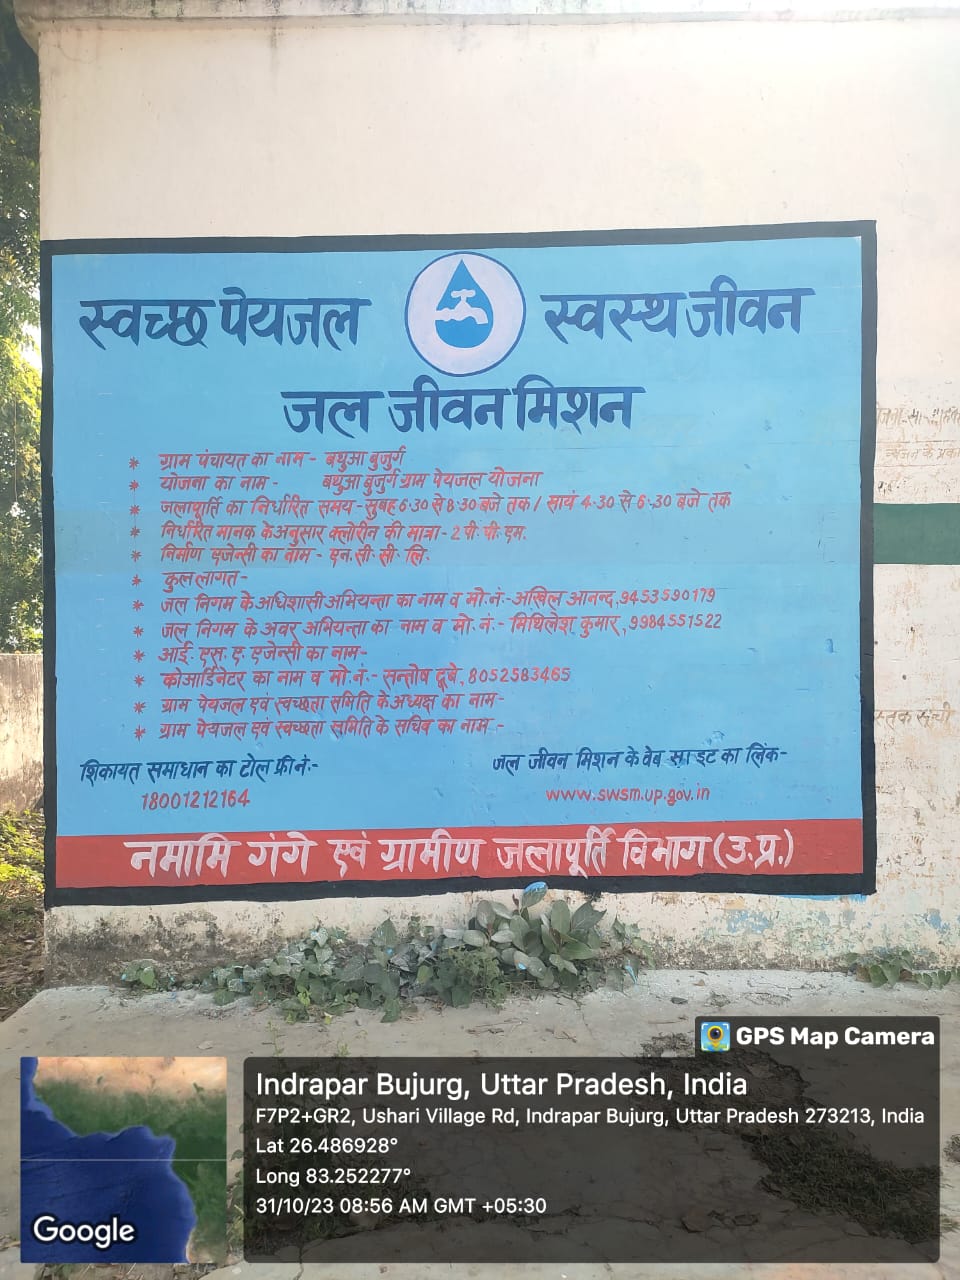 स्वच्छ पेयजल स्वस्थ जीवन
जल जीवन मिशन
* ग्राम पंचायत का नाम - बथुआ बुजुर्ग
* योजना का नाम - बथुआ बुजुर्ग ग्राम पेयजल योजना
* जलापूर्ति का निर्धारित समय - सुबह 6.30 से 8.30 बजे तक / सायं 4.30 से 6.30 बजे तक
* निर्धारित मानक के अनुसार क्लोरीन की मात्रा - 2 पी. पी. एम.
* निर्माण एजेन्सी का नाम - एन. सी. सी. लि.
* कुल लागत -
* जल निगम के अधिशासी अभियन्ता का नाम व मो.नं. - अखिल आनन्द, 9453590179
* जल निगम के अवर अभियन्ता का नाम व मो.नं. - मिथिलेश कुमार, 9984551522
* आई. एस. ए. एजेन्सी का नाम -
* कोआर्डिनेटर का नाम व मो.नं. - सन्तोष दूबे, 8052583465
* ग्राम पेयजल एवं स्वच्छता समिति के अध्यक्ष का नाम -
* ग्राम पेयजल एवं स्वच्छता समिति के सचिव का नाम -
शिकायत समाधान का टोल फ्री नं. -
18001212164
जल जीवन मिशन के वेब साइट का लिंक -
www.swsm.up.gov.in
नमामि गंगे एवं ग्रामीण जलापूर्ति विभाग (उ.प्र.)
GPS Map Camera
Indrapar Bujurg, Uttar Pradesh, India
F7P2+GR2, Ushari Village Rd, Indrapar Bujurg, Uttar Pradesh 273213, India
Lat 26.486928°
Long 83.252277°
31/10/23 08:56 AM GMT +05:30
Google